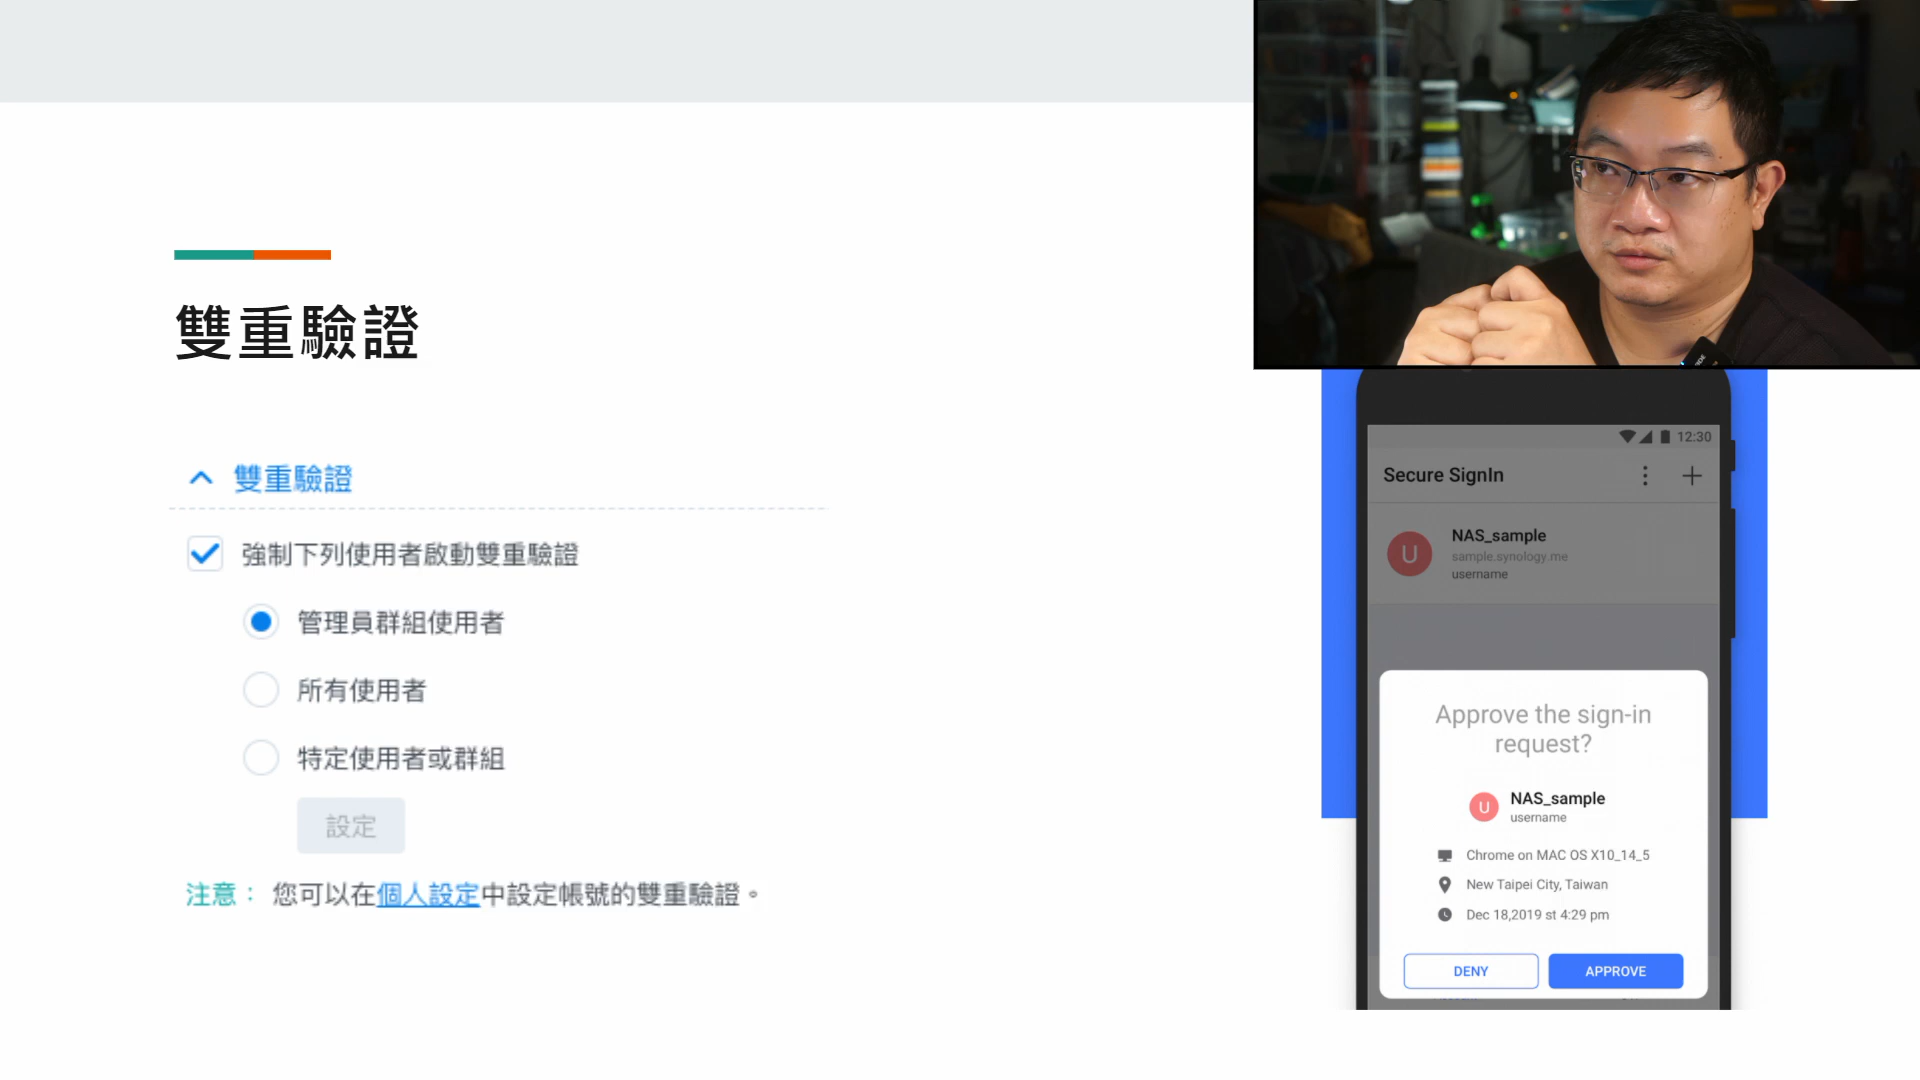 雙重驗證
雙重驗證
強制下列使用者啟動雙重驗證
管理員群組使用者
所有使用者
特定使用者或群組
設定
注意： 您可以在個人設定中設定帳號的雙重驗證。
12:30
Secure SignIn
U
NAS_sample
sample.synology.me
username
Approve the sign-in
request?
U
NAS_sample
username
Chrome on MAC OS X10_14_5
New Taipei City, Taiwan
Dec 18,2019 st 4:29 pm
DENY
APPROVE